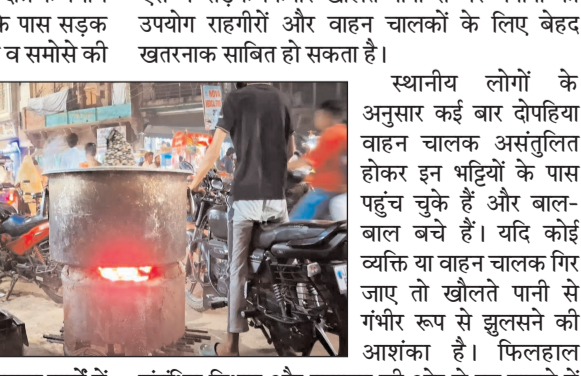 के पास सड़क
व समोसे की
उपयोग राहगीरों और वाहन चालकों के लिए बेहद
खतरनाक साबित हो सकता है।
स्थानीय लोगों के
अनुसार कई बार दोपहिया
वाहन चालक असंतुलित
होकर इन भट्टियों के पास
पहुंच चुके हैं और बाल-
बाल बचे हैं। यदि कोई
व्यक्ति या वाहन चालक गिर
जाए तो खौलते पानी से
गंभीर रूप से झुलसने की
आशंका है। फिलहाल